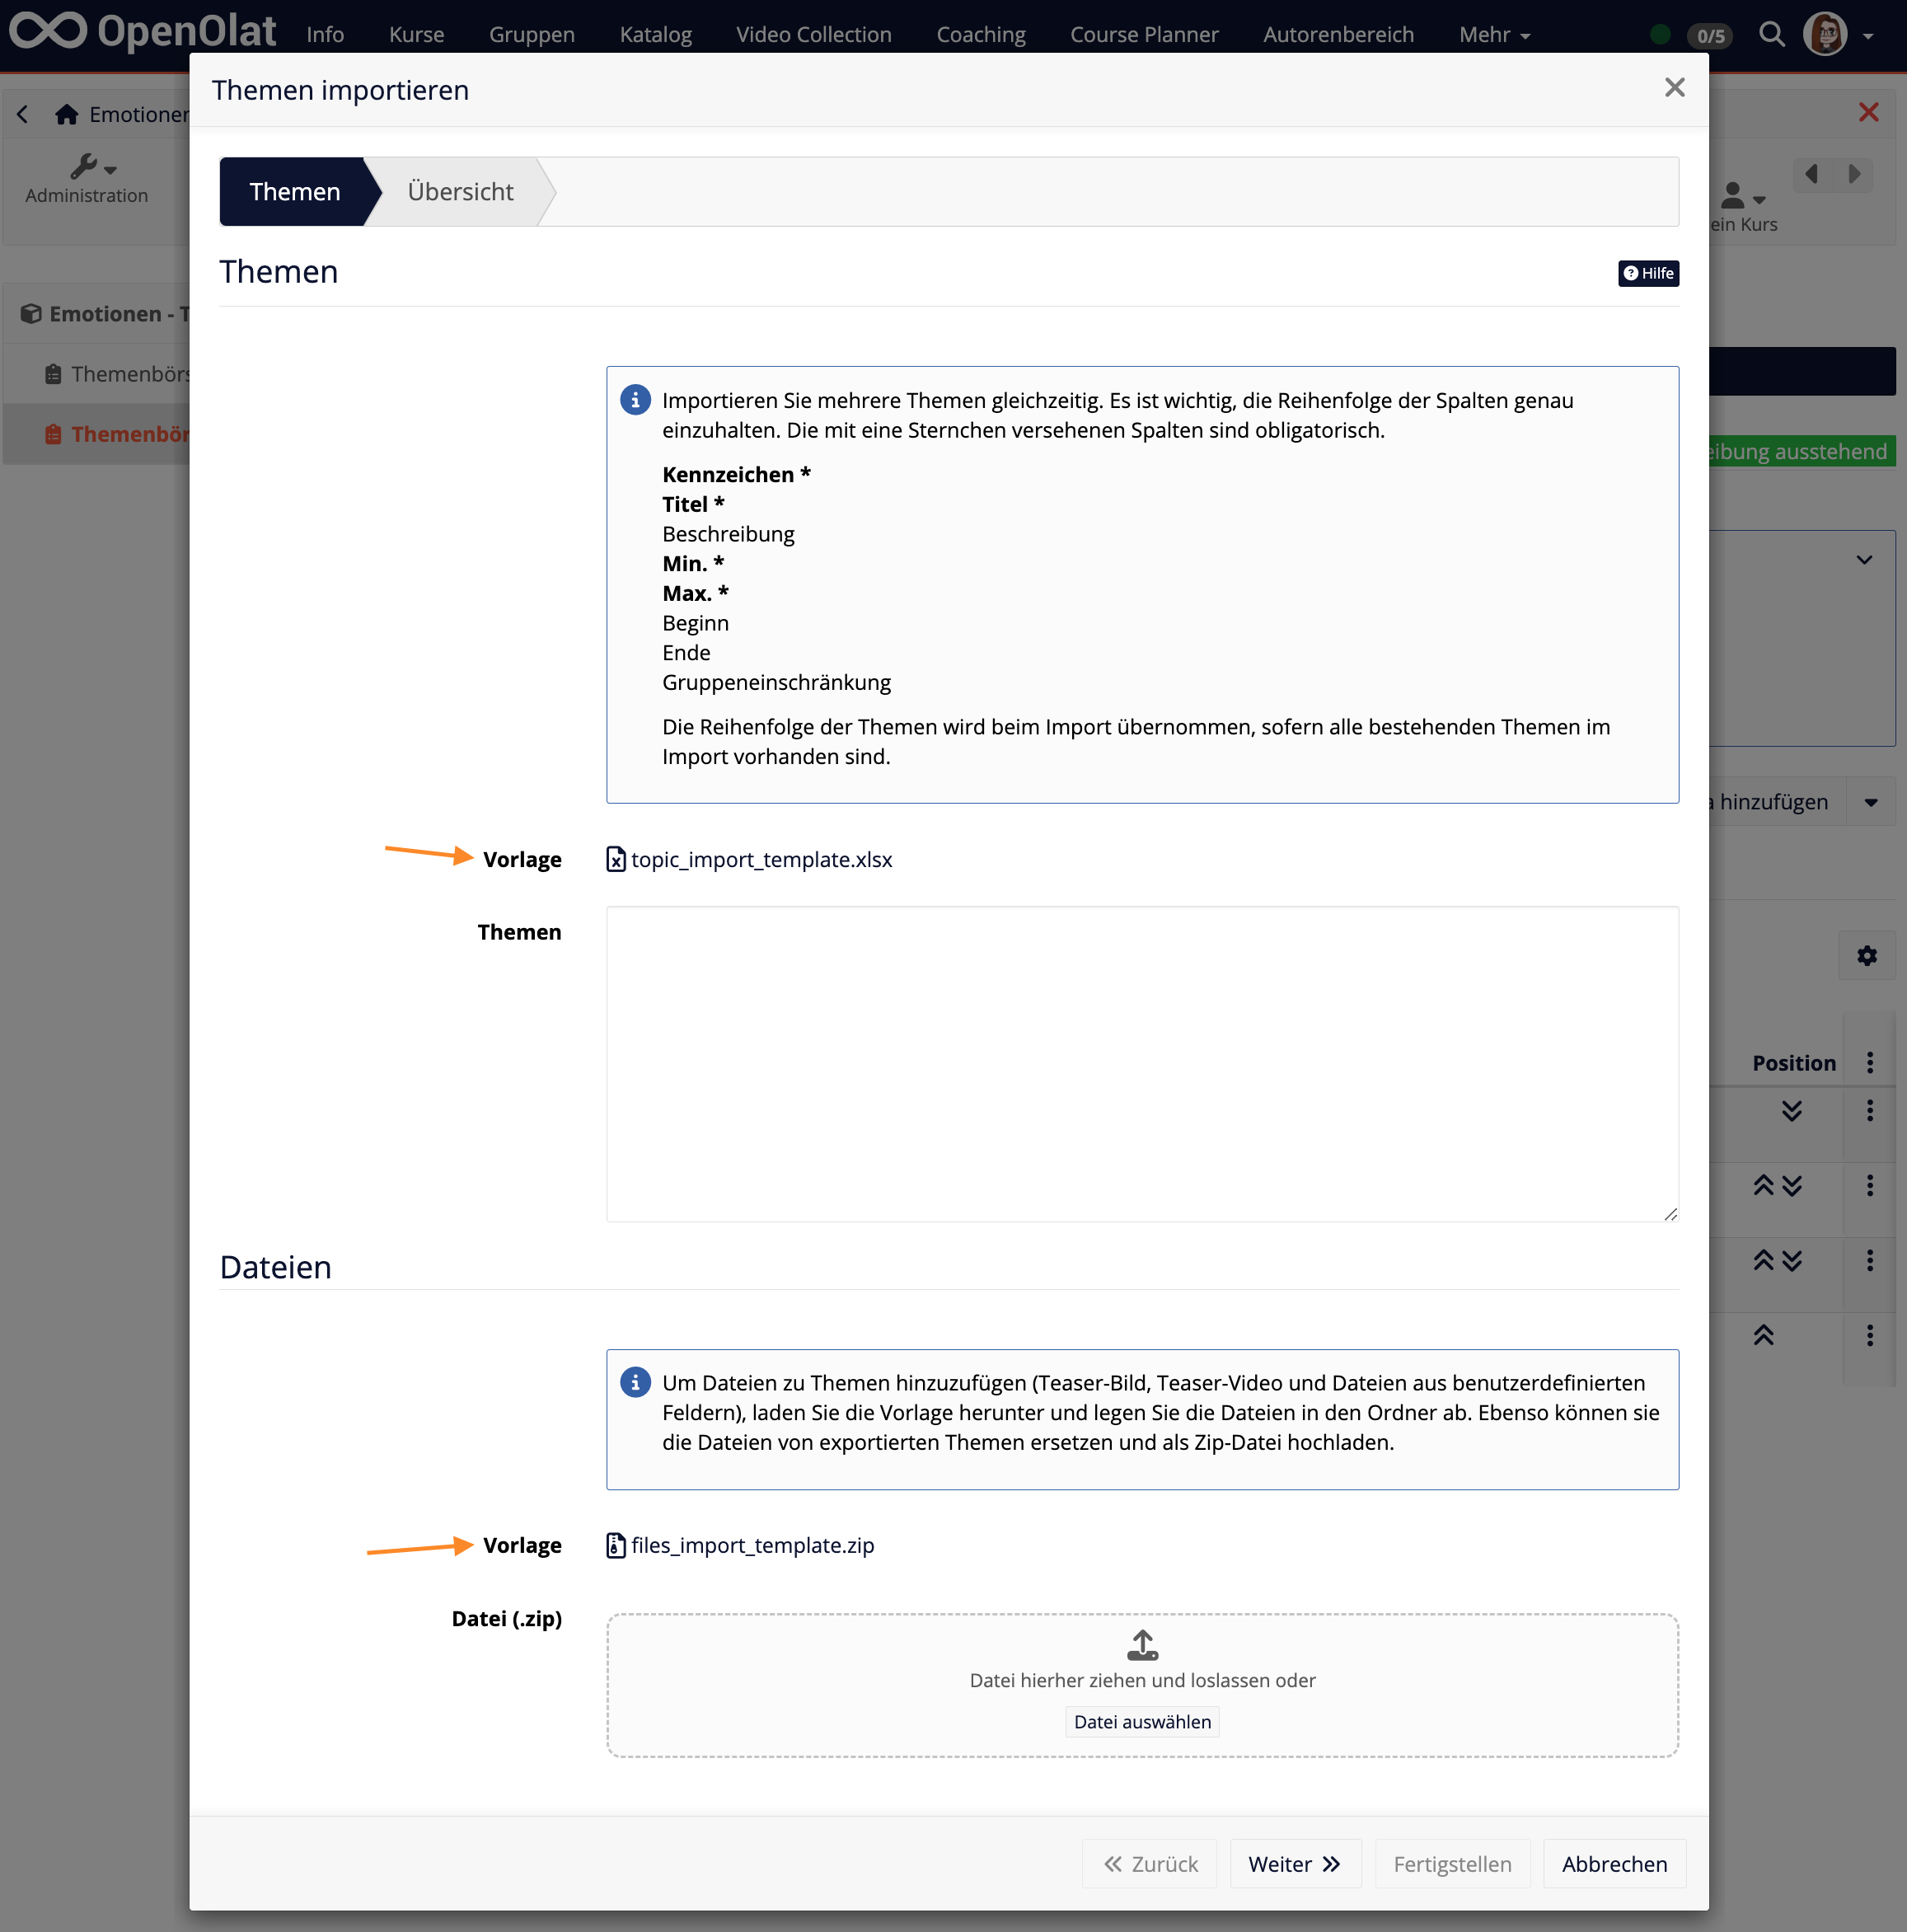 OpenOlat Info Kurse Gruppen Katalog Video Collection Coaching Course Planner Autorenbereich Mehr 0/5
Themen importieren
Administration
ein Kurs
Themen Übersicht
Themen
Hilfe
Emotionen - T
Importieren Sie mehrere Themen gleichzeitig. Es ist wichtig, die Reihenfolge der Spalten genau
einzuhalten. Die mit eine Sternchen versehenen Spalten sind obligatorisch.
eibung ausstehend
Kennzeichen *
Titel *
Beschreibung
Min. *
Max. *
Beginn
Ende
Gruppeneinschränkung
Die Reihenfolge der Themen wird beim Import übernommen, sofern alle bestehenden Themen im
Import vorhanden sind.
hinzufügen
Vorlage topic_import_template.xlsx
Themen
Position
Dateien
Um Dateien zu Themen hinzuzufügen (Teaser-Bild, Teaser-Video und Dateien aus benutzerdefinierten
Feldern), laden Sie die Vorlage herunter und legen Sie die Dateien in den Ordner ab. Ebenso können sie
die Dateien von exportierten Themen ersetzen und als Zip-Datei hochladen.
Vorlage files_import_template.zip
Datei (.zip)
Datei hierher ziehen und loslassen oder
Datei auswählen
Zurück Weiter Fertigstellen Abbrechen